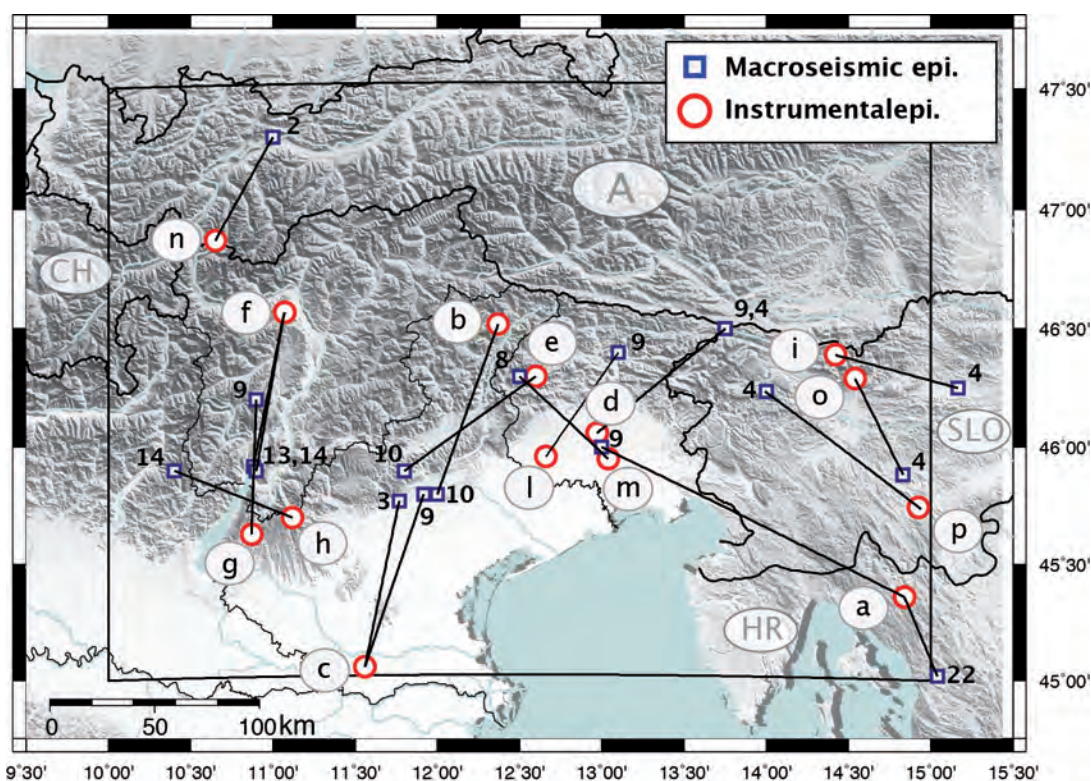 Macroseismic epi.
Instrumentalepi.
47°30'
47°00'
46°30'
46°00'
45°30'
45°00'
2
A
CH
n
f
b
9,4
e
9
i
8
4
9
d
o
4
SLO
14
13,14
10
9
4
3
10
l
m
9
p
h
g
a
HR
c
22
0 50 100km
9°30' 10°00' 10°30' 11°00' 11°30' 12°00' 12°30' 13°00' 13°30' 14°00' 14°30' 15°00' 15°30'